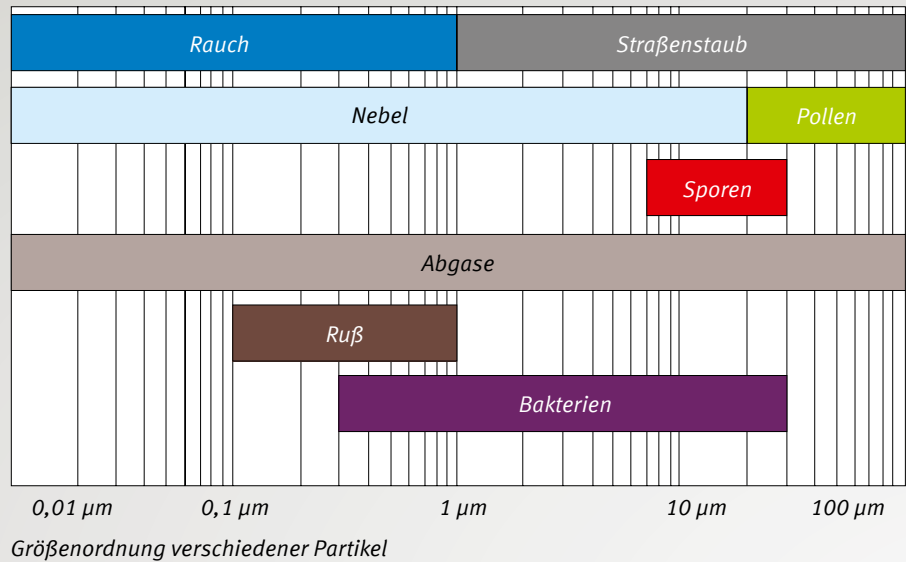 Rauch Straßenstaub
Nebel Pollen
Sporen
Abgase
Ruß
Bakterien
0,01 µm 0,1 µm 1 µm 10 µm 100 µm
Größenordnung verschiedener Partikel